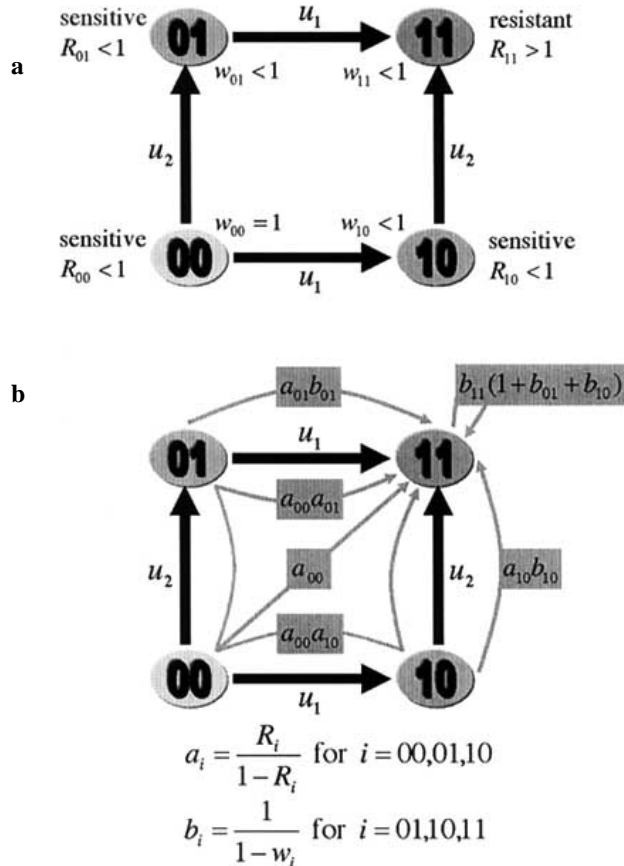 a
sensitive
R₀₁ < 1
01
u₁
11
resistant
R₁₁ > 1
w₀₁ < 1
w₁₁ < 1
u₂
u₂
sensitive
R₀₀ < 1
w₀₀ = 1
00
w₁₀ < 1
10
sensitive
R₁₀ < 1
u₁
b
a₀₁b₀₁
b₁₁(1+b₀₁+b₁₀)
01
u₁
11
a₀₀a₀₁
u₂
a₀₀
u₂
a₁₀b₁₀
a₀₀a₁₀
00
u₁
10
aᵢ = Rᵢ / (1 − Rᵢ) for i = 00,01,10
bᵢ = 1 / (1 − wᵢ) for i = 01,10,11